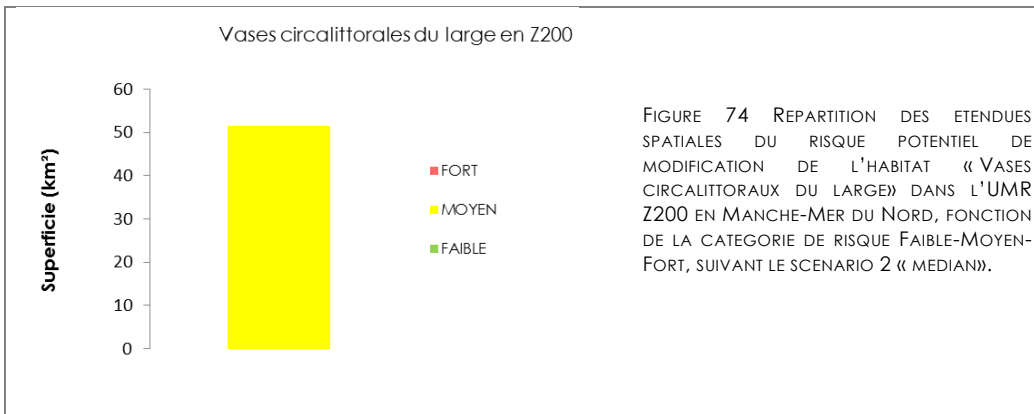 Vases circalittorales du large en Z200
60
50
40
30
20
10
0
Superficie (km²)
FORT
MOYEN
FAIBLE
FIGURE 74 REPARTITION DES ETENDUES
SPATIALES DU RISQUE POTENTIEL DE
MODIFICATION DE L'HABITAT « VASES
CIRCALITTORAUX DU LARGE» DANS L'UMR
Z200 EN MANCHE-MER DU NORD, FONCTION
DE LA CATEGORIE DE RISQUE FAIBLE-MOYEN-
FORT, SUIVANT LE SCENARIO 2 « MEDIAN».